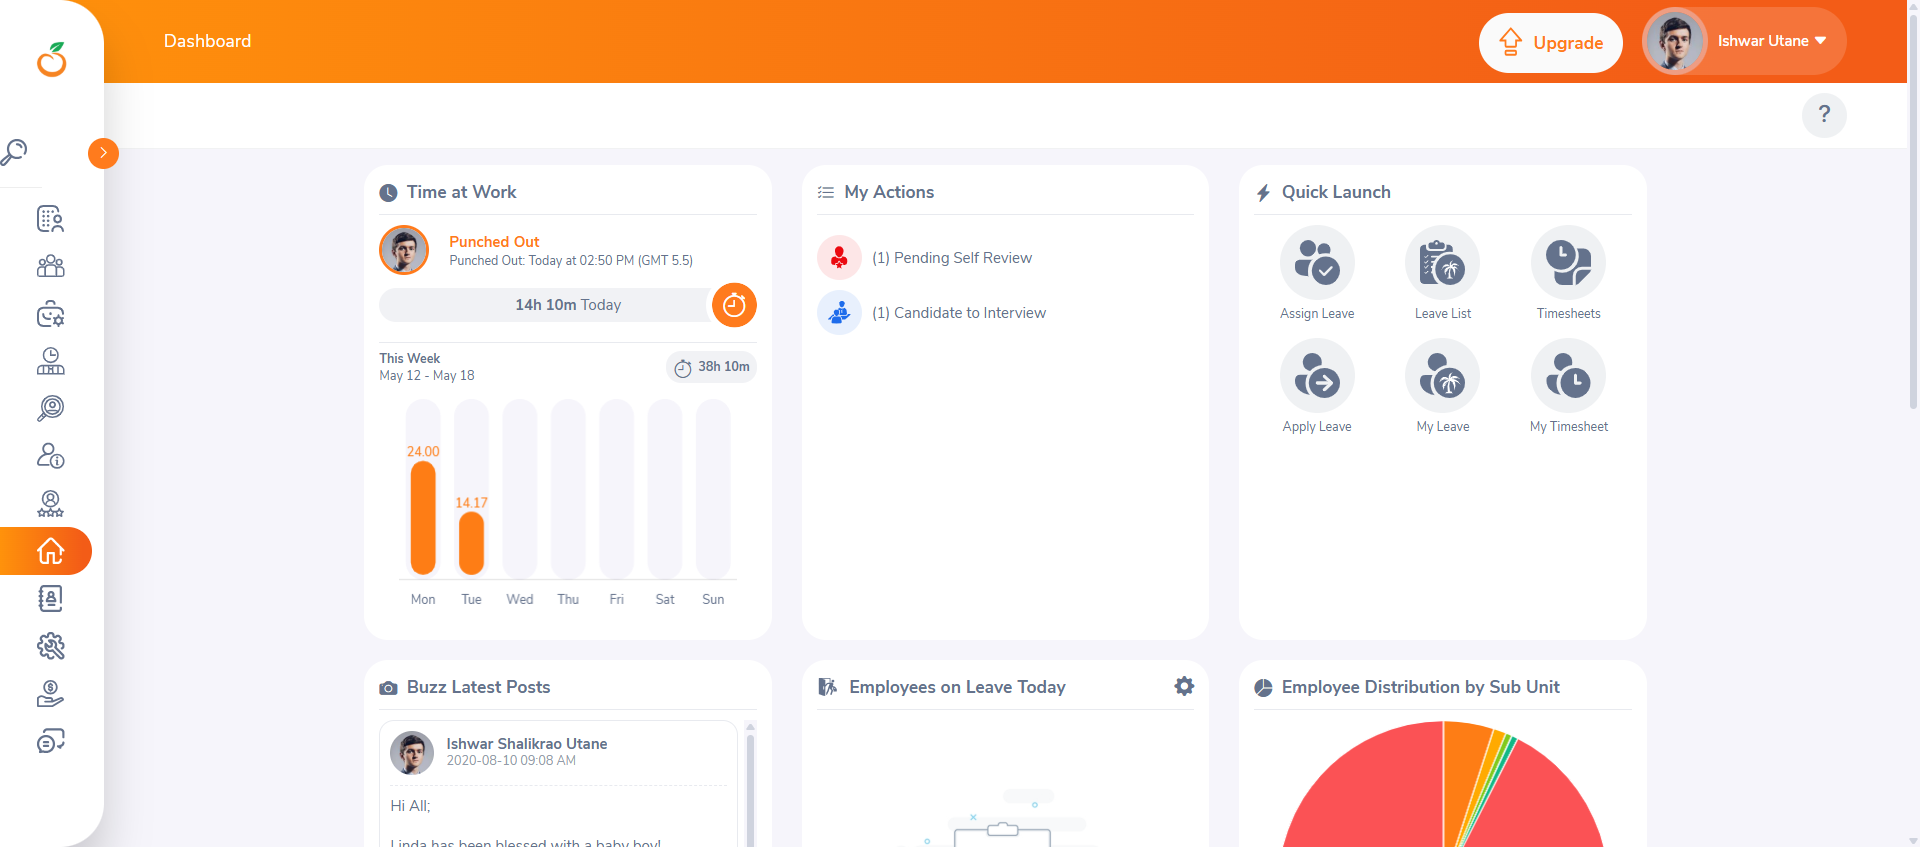 Dashboard
Upgrade
Ishwar Utane
?
Time at Work
Punched Out
Punched Out: Today at 02:50 PM (GMT 5.5)
14h 10m Today
This Week
May 12 - May 18
38h 10m
24.00
14.17
Mon Tue Wed Thu Fri Sat Sun
My Actions
(1) Pending Self Review
(1) Candidate to Interview
Quick Launch
Assign Leave
Leave List
Timesheets
Apply Leave
My Leave
My Timesheet
Buzz Latest Posts
Ishwar Shalikrao Utane
2020-08-10 09:08 AM
Hi All;
Linda has been blessed with a baby boy!
Employees on Leave Today
Employee Distribution by Sub Unit